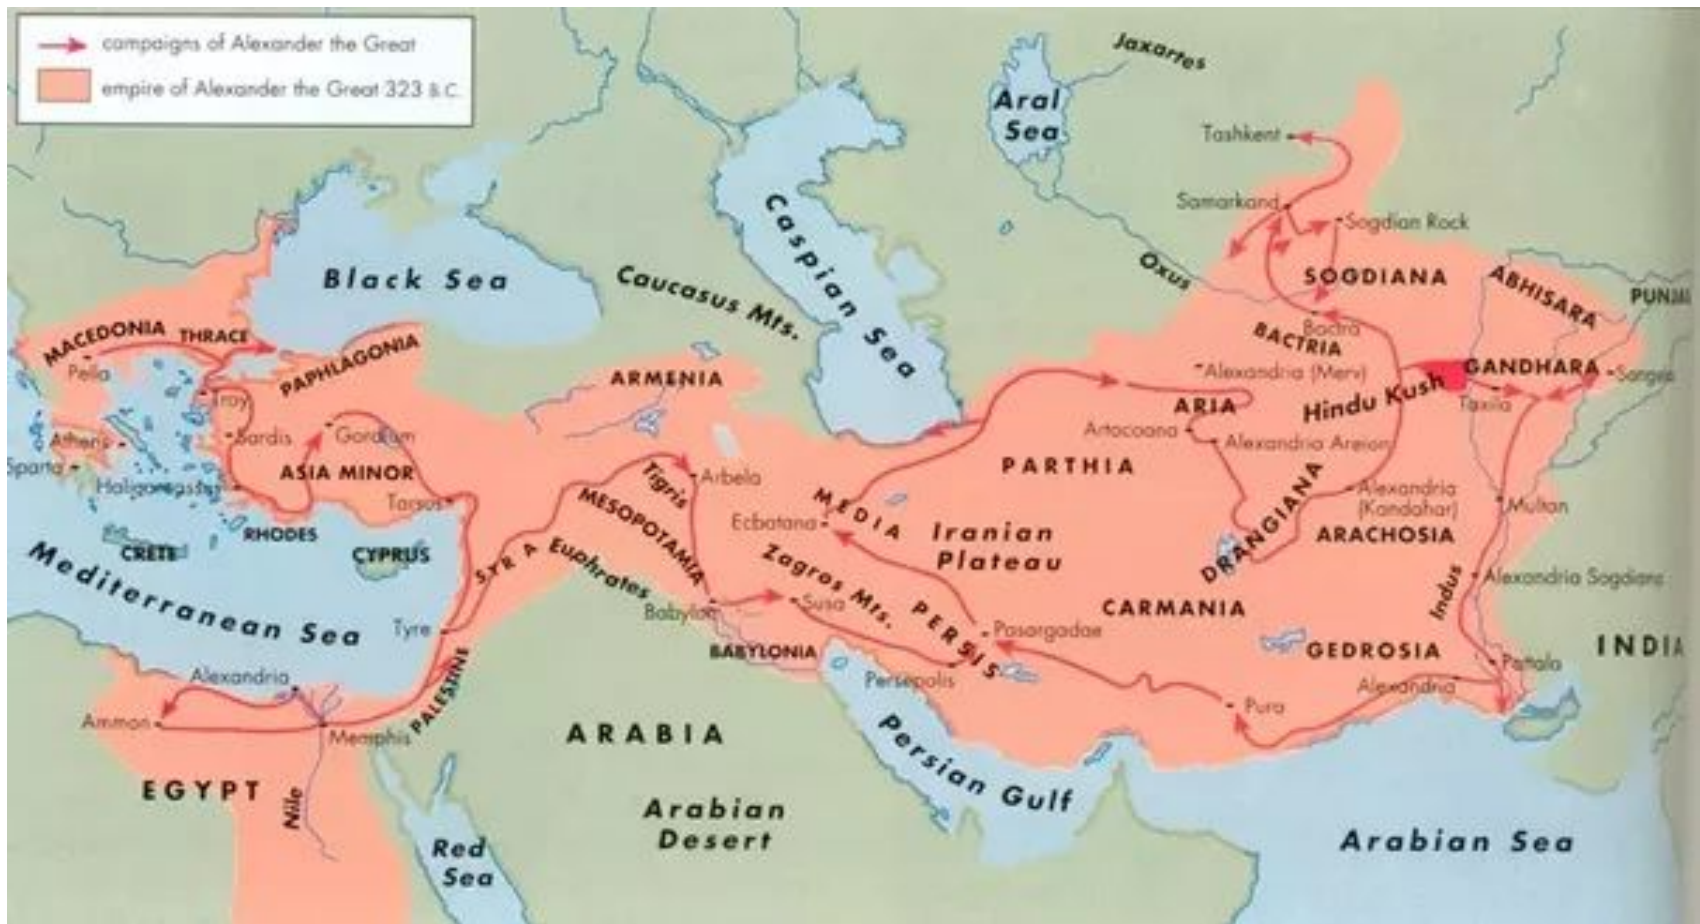 campaigns of Alexander the Great
empire of Alexander the Great 323 B.C.
Jaxartes
Aral
Sea
Tashkent
Samarkand
Sogdian Rock
Caspian Sea
Oxus
SOGDIANA
ABHISARA
PUNJA
Black Sea
Caucasus Mts.
MACEDONIA
THRACE
PAPHLAGONIA
Pella
Bactra
BACTRIA
Alexandria (Merv)
GANDHARA
Sangea
Hindu Kush
Taxila
ARMENIA
Troy
ARIA
Artacoana
Alexandria Areion
Athens
Sardis
Gordium
Sparta
ASIA MINOR
PARTHIA
Tigris
Arbela
MESOPOTAMIA
Tarsus
MEDIA
Ecbatana
Iranian
Plateau
DRANGIANA
Alexandria
(Kandahar)
ARACHOSIA
Multan
RHODES
CRETE
CYPRUS
SYR A
Euphrates
Zagros Mts.
Mediterranean Sea
Alexandria Sogdians
Indus
Babylon
Susa
PERSIS
CARMANIA
Tyre
Pasargadae
BABYLONIA
GEDROSIA
INDIA
Persepolis
Pattala
Alexandria
Alexandria
PALESTINE
Ammon
Memphis
Pura
ARABIA
Persian Gulf
EGYPT
Nile
Arabian
Desert
Red
Sea
Arabian Sea